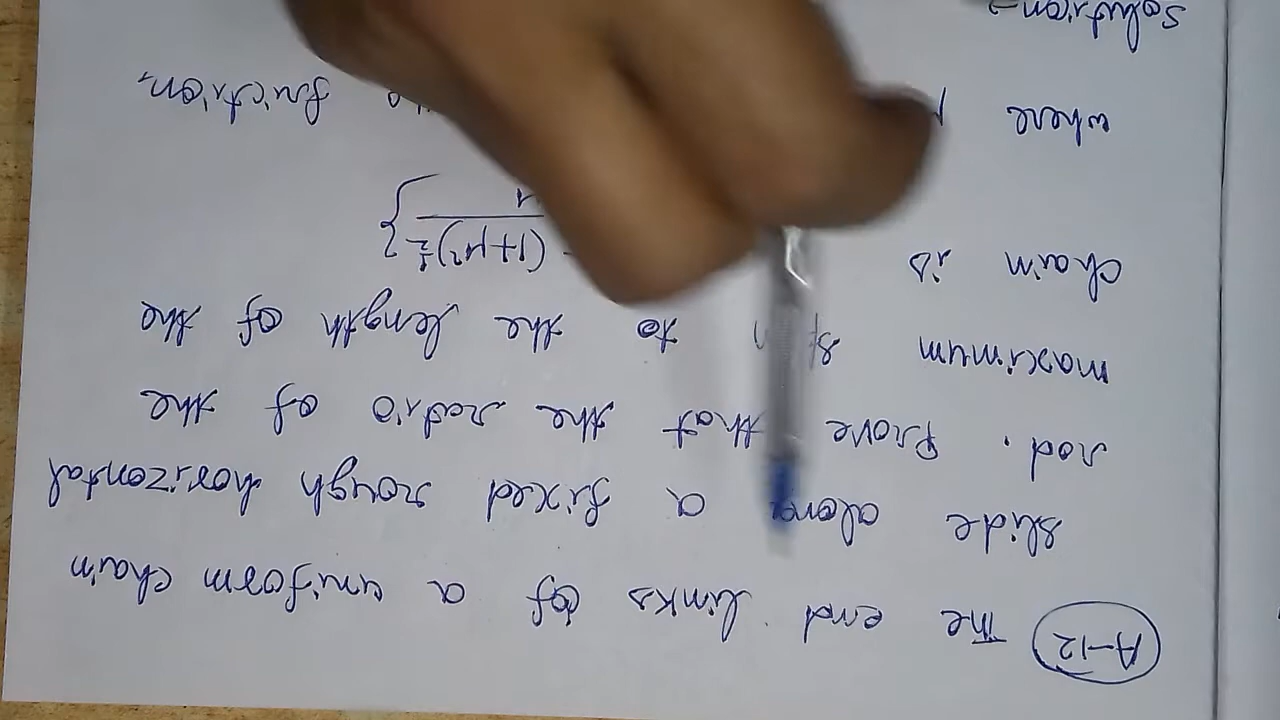 A-12 The end links of a uniform chain
slide along a fixed rough horizontal
rod. Prove that the ratio of the
maximum to the length of the
chain is (1+μ²)^½ }
where friction.
Solution→